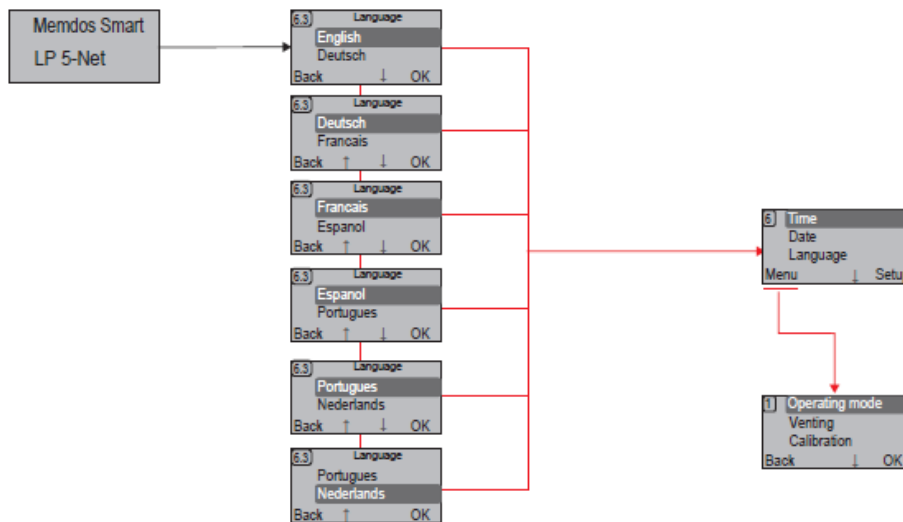 Memdos Smart
LP 5-Net
6.3 Language
English
Deutsch
Back ↓ OK
6.3 Language
Deutsch
Francais
Back ↑ ↓ OK
6.3 Language
Francais
Espanol
Back ↑ ↓ OK
6.3 Language
Espanol
Portugues
Back ↑ ↓ OK
6.3 Language
Portugues
Nederlands
Back ↑ ↓ OK
6.3 Language
Portugues
Nederlands
Back ↑ OK
6 Time
Date
Language
Menu ↓ Setu
1 Operating mode
Venting
Calibration
Back ↓ OK